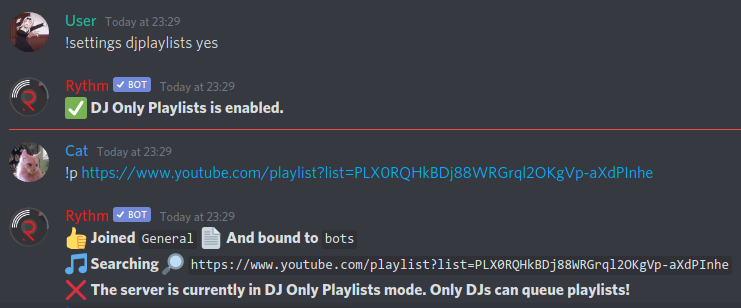 User Today at 23:29
!settings djplaylists yes
Rythm BOT Today at 23:29
DJ Only Playlists is enabled.
Cat Today at 23:29
!p https://www.youtube.com/playlist?list=PLX0RQHkBDj88WRGrql2OKgVp-aXdPInhe
Rythm BOT Today at 23:29
Joined General And bound to bots
Searching https://www.youtube.com/playlist?list=PLX0RQHkBDj88WRGrql2OKgVp-aXdPInhe
The server is currently in DJ Only Playlists mode. Only DJs can queue playlists!